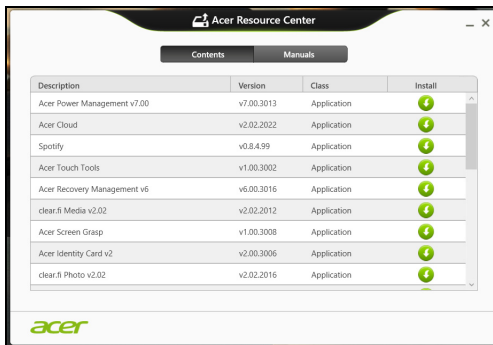 Acer Resource Center
Contents Manuals
Description Version Class Install
Acer Power Management v7.00 v7.00.3013 Application
Acer Cloud v2.02.2022 Application
Spotify v0.8.4.99 Application
Acer Touch Tools v1.00.3002 Application
Acer Recovery Management v6 v6.00.3016 Application
clear.fi Media v2.02 v2.02.2012 Application
Acer Screen Grasp v1.00.3008 Application
Acer Identity Card v2 v2.00.3006 Application
clear.fi Photo v2.02 v2.02.2016 Application
acer